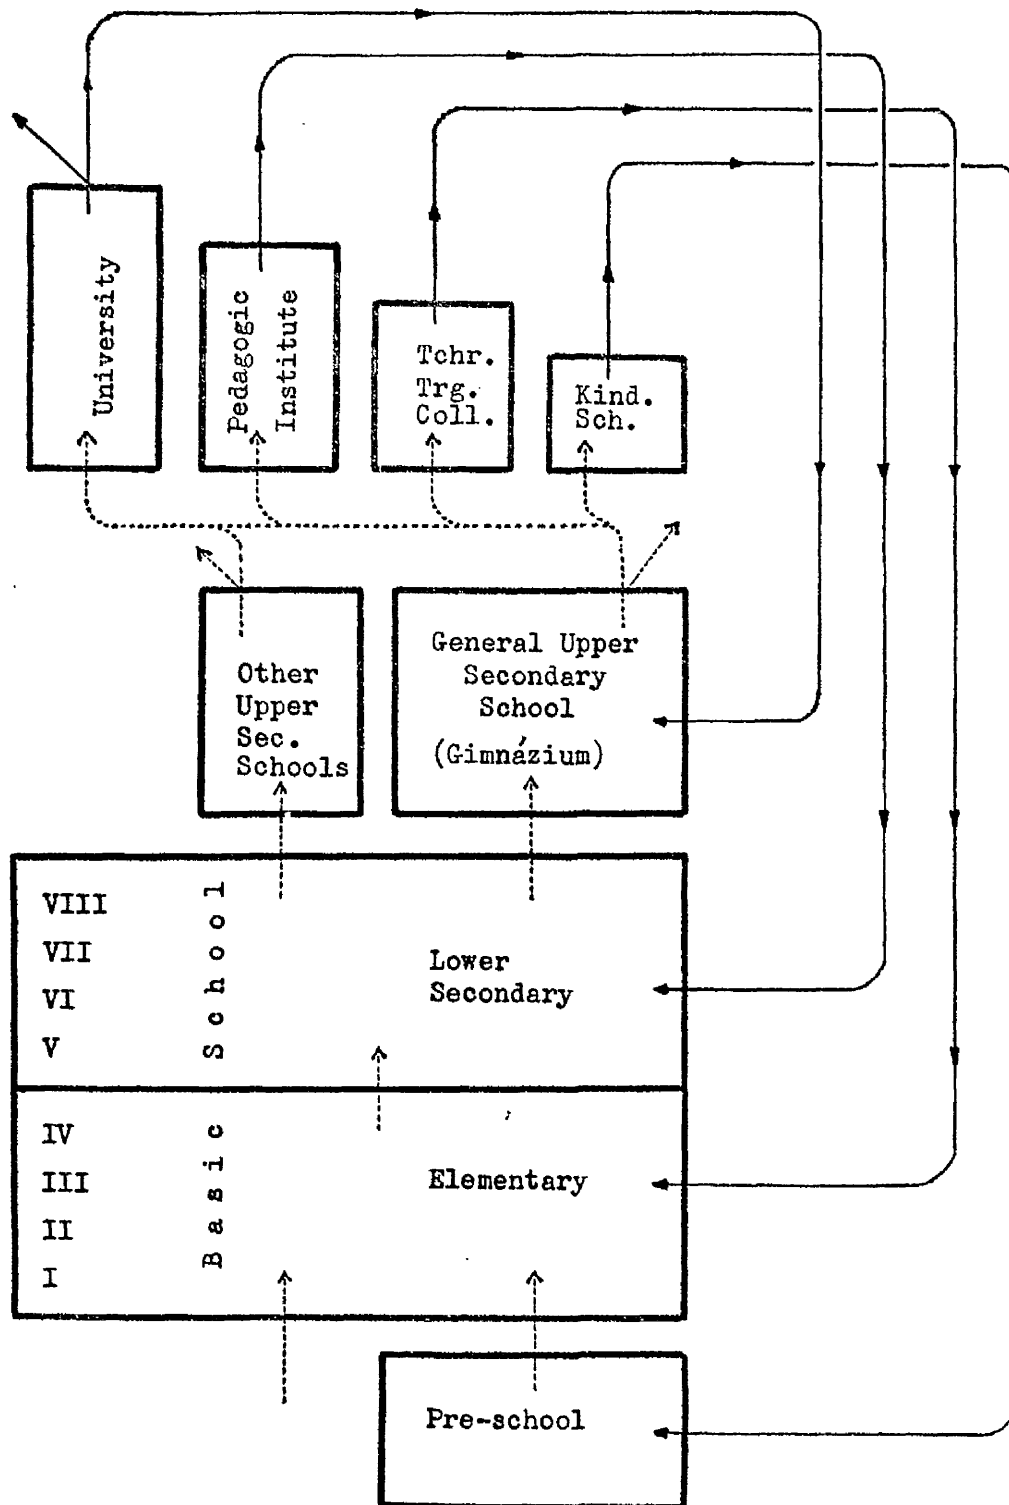 University
Pedagogic
Institute
Tchr.
Trg.
Coll.
Kind.
Sch.
Other
Upper
Sec.
Schools
General Upper
Secondary
School
(Gimnázium)
VIII
VII
VI
V
School
Lower
Secondary
IV
III
II
I
Basic
Elementary
Pre-school